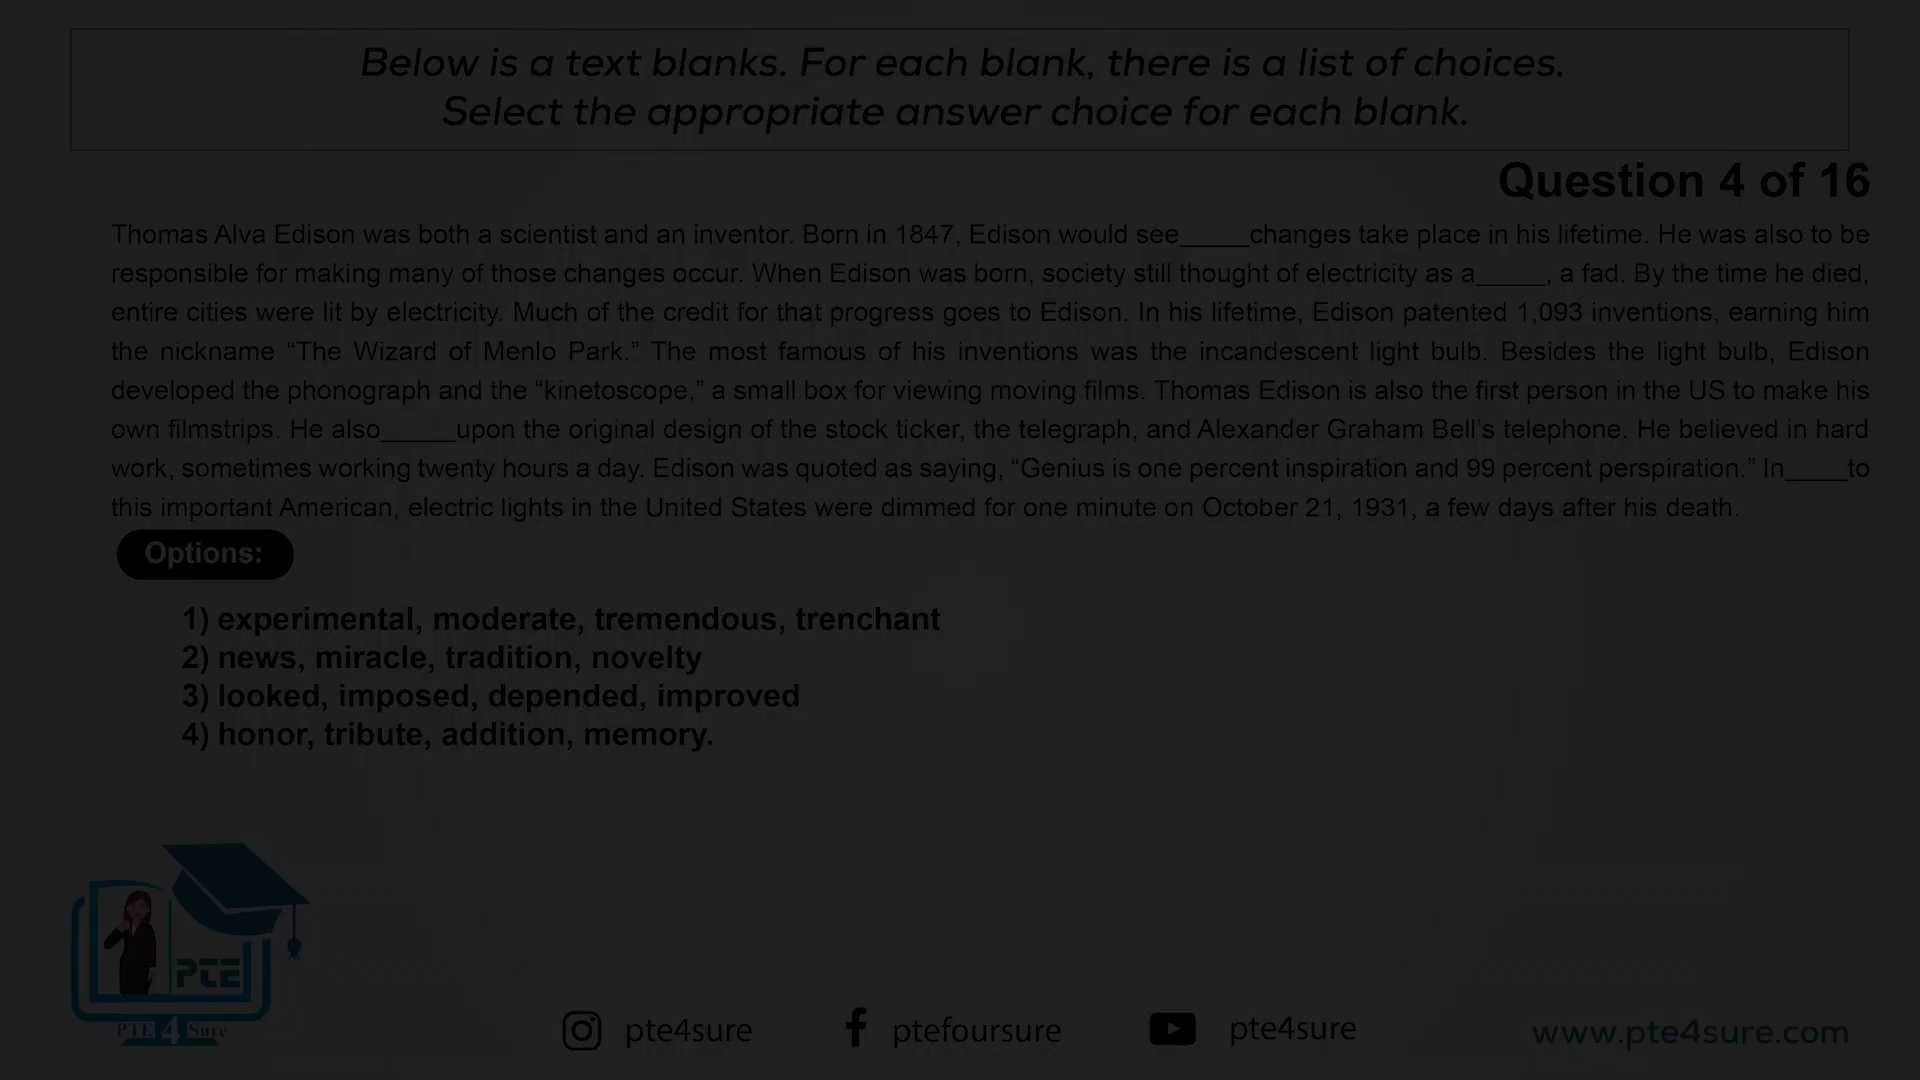 Below is a text blanks. For each blank, there is a list of choices.
Select the appropriate answer choice for each blank.
Question 4 of 16
Thomas Alva Edison was both a scientist and an inventor. Born in 1847, Edison would see_____changes take place in his lifetime. He was also to be
responsible for making many of those changes occur. When Edison was born, society still thought of electricity as a_____, a fad. By the time he died,
entire cities were lit by electricity. Much of the credit for that progress goes to Edison. In his lifetime, Edison patented 1,093 inventions, earning him
the nickname “The Wizard of Menlo Park.” The most famous of his inventions was the incandescent light bulb. Besides the light bulb, Edison
developed the phonograph and the “kinetoscope,” a small box for viewing moving films. Thomas Edison is also the first person in the US to make his
own filmstrips. He also_____upon the original design of the stock ticker, the telegraph, and Alexander Graham Bell’s telephone. He believed in hard
work, sometimes working twenty hours a day. Edison was quoted as saying, “Genius is one percent inspiration and 99 percent perspiration.” In_____to
this important American, electric lights in the United States were dimmed for one minute on October 21, 1931, a few days after his death.
Options:
1) experimental, moderate, tremendous, trenchant
2) news, miracle, tradition, novelty
3) looked, imposed, depended, improved
4) honor, tribute, addition, memory.
PTE
PTE 4 Sure
pte4sure
ptefoursure
pte4sure
www.pte4sure.com